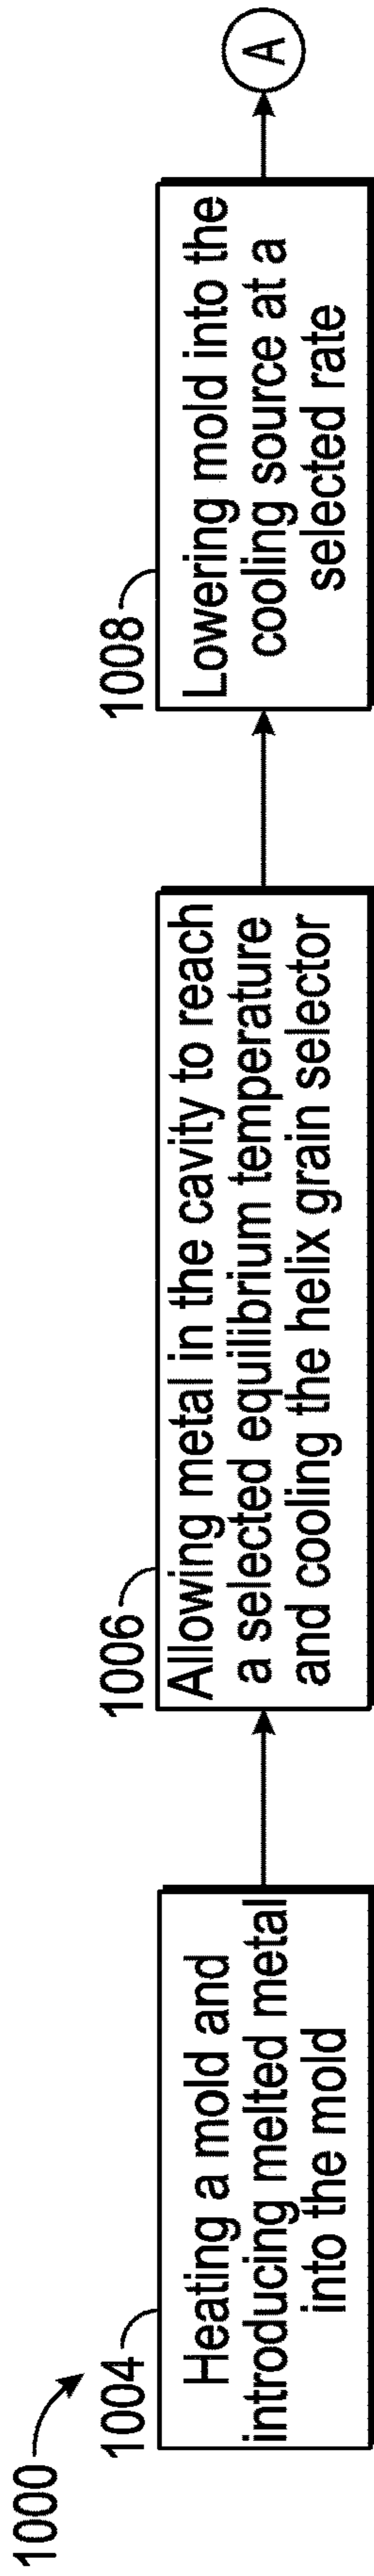 1000
1004
Heating a mold and
introducing melted metal
into the mold
1006
Allowing metal in the cavity to reach
a selected equilibrium temperature
and cooling the helix grain selector
1008
Lowering mold into the
cooling source at a
selected rate
A